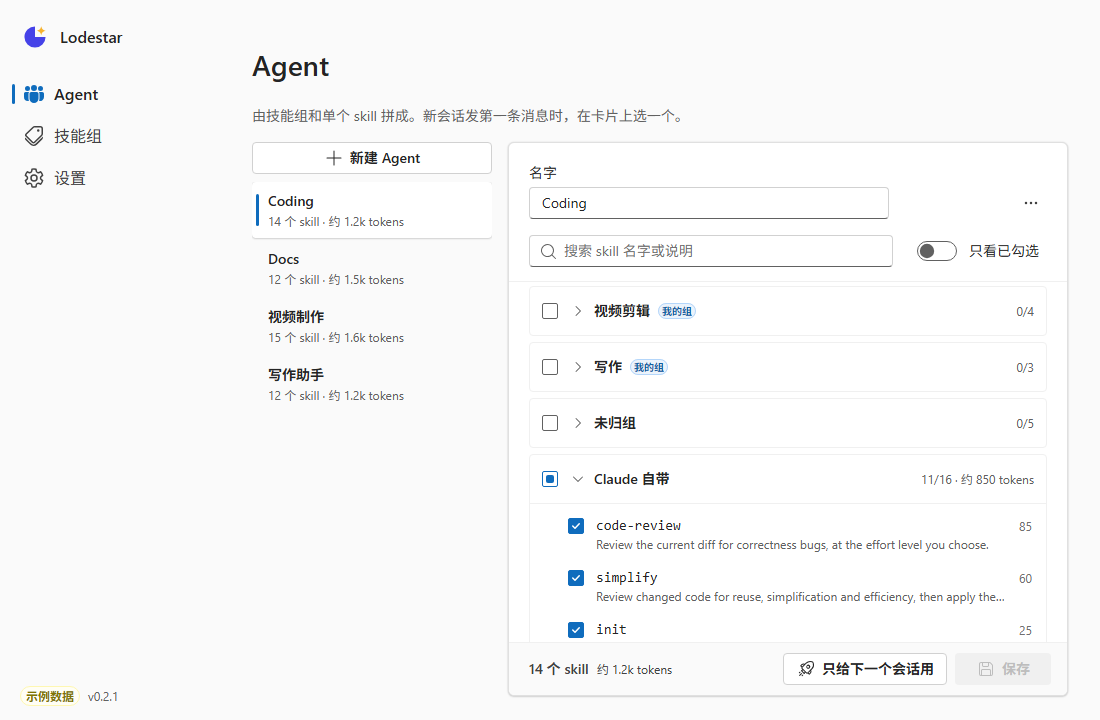 Lodestar
Agent
技能组
设置
Agent
由技能组和单个 skill 拼成。新会话发第一条消息时，在卡片上选一个。
新建 Agent
Coding
14 个 skill · 约 1.2k tokens
Docs
12 个 skill · 约 1.5k tokens
视频制作
15 个 skill · 约 1.6k tokens
写作助手
12 个 skill · 约 1.2k tokens
名字
Coding
搜索 skill 名字或说明
只看已勾选
视频剪辑 我的组 0/4
写作 我的组 0/3
未归组 0/5
Claude 自带 11/16 · 约 850 tokens
code-review 85
Review the current diff for correctness bugs, at the effort level you choose.
simplify 60
Review changed code for reuse, simplification and efficiency, then apply the...
init 25
14 个 skill 约 1.2k tokens
只给下一个会话用
保存
示例数据 v0.2.1